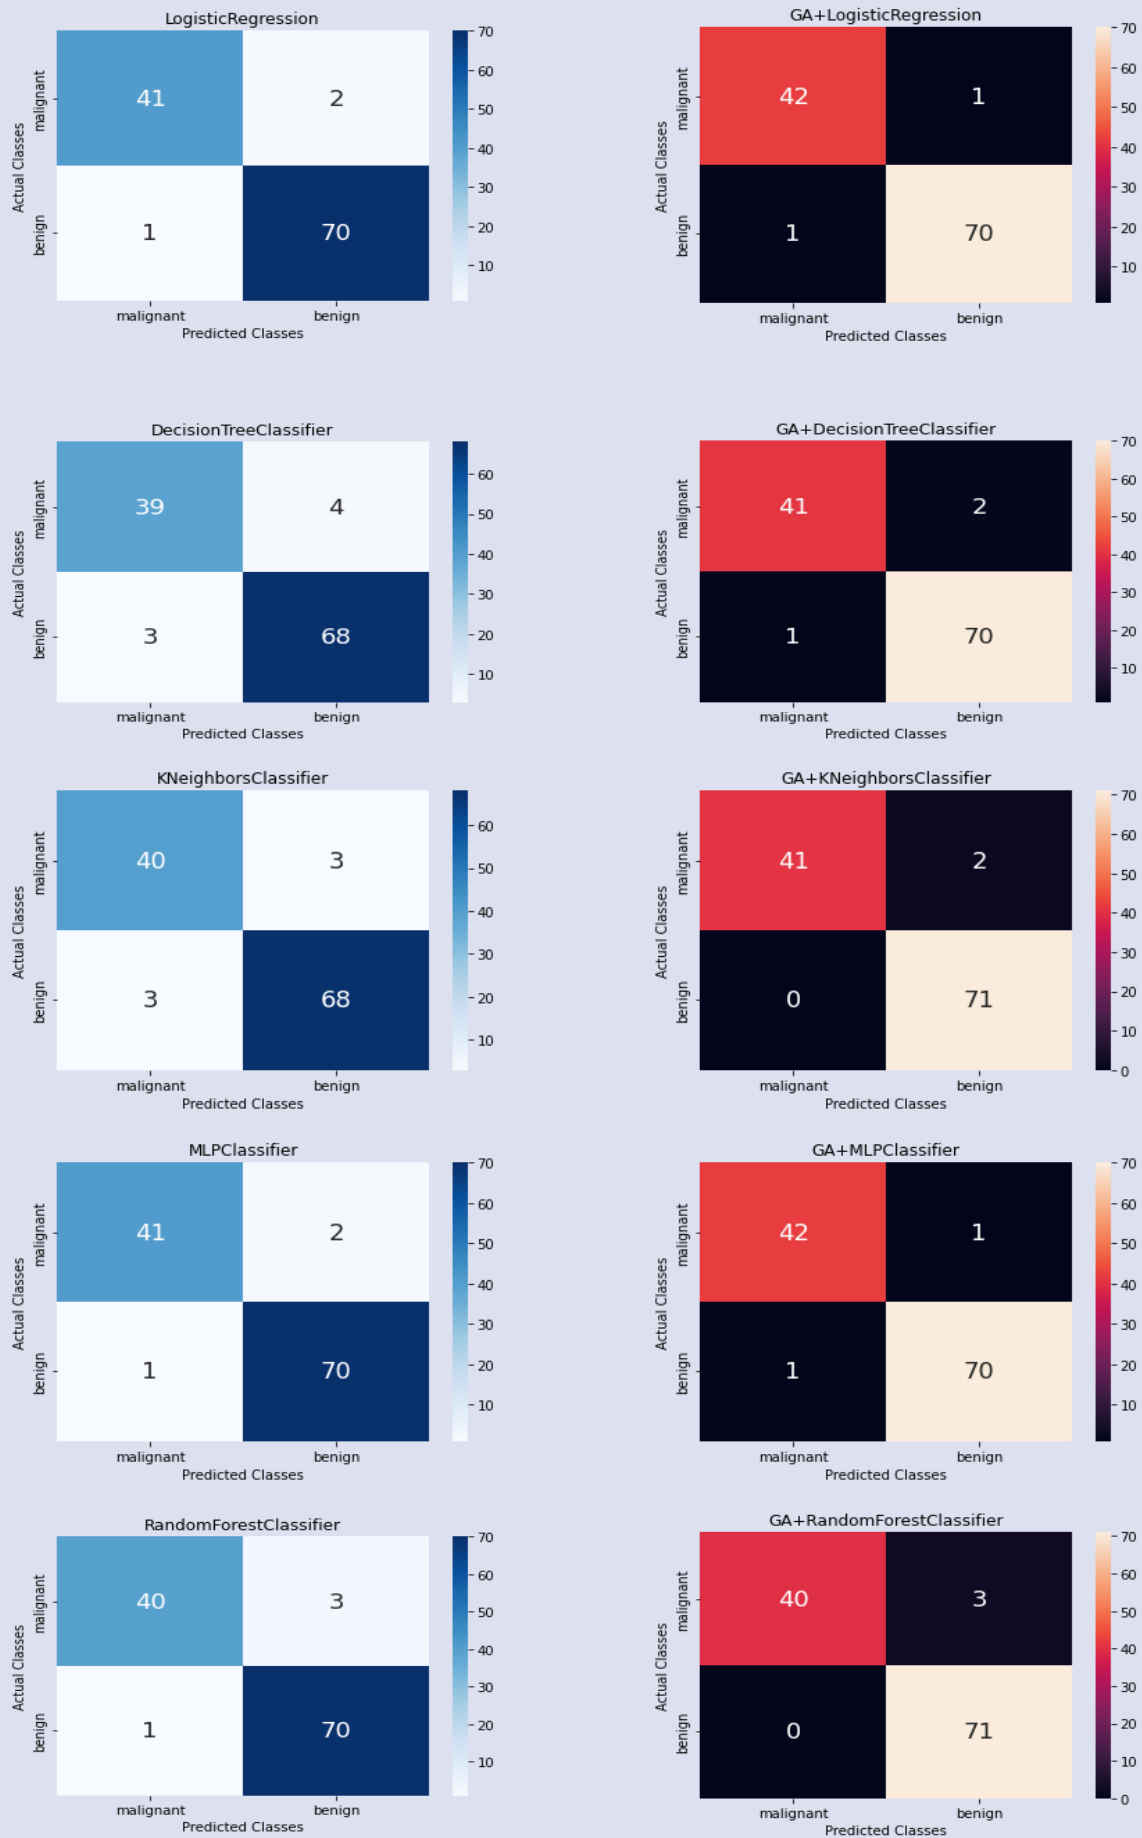 LogisticRegression
malignant
benign
Actual Classes
41 2
1 70
70
60
50
40
30
20
10
malignant benign
Predicted Classes
GA+LogisticRegression
malignant
benign
Actual Classes
42 1
1 70
70
60
50
40
30
20
10
malignant benign
Predicted Classes
DecisionTreeClassifier
malignant
benign
Actual Classes
39 4
3 68
60
50
40
30
20
10
malignant benign
Predicted Classes
GA+DecisionTreeClassifier
malignant
benign
Actual Classes
41 2
1 70
70
60
50
40
30
20
10
malignant benign
Predicted Classes
KNeighborsClassifier
malignant
benign
Actual Classes
40 3
3 68
60
50
40
30
20
10
malignant benign
Predicted Classes
GA+KNeighborsClassifier
malignant
benign
Actual Classes
41 2
0 71
70
60
50
40
30
20
10
0
malignant benign
Predicted Classes
MLPClassifier
malignant
benign
Actual Classes
41 2
1 70
70
60
50
40
30
20
10
malignant benign
Predicted Classes
GA+MLPClassifier
malignant
benign
Actual Classes
42 1
1 70
70
60
50
40
30
20
10
malignant benign
Predicted Classes
RandomForestClassifier
malignant
benign
Actual Classes
40 3
1 70
70
60
50
40
30
20
10
malignant benign
Predicted Classes
GA+RandomForestClassifier
malignant
benign
Actual Classes
40 3
0 71
70
60
50
40
30
20
10
0
malignant benign
Predicted Classes